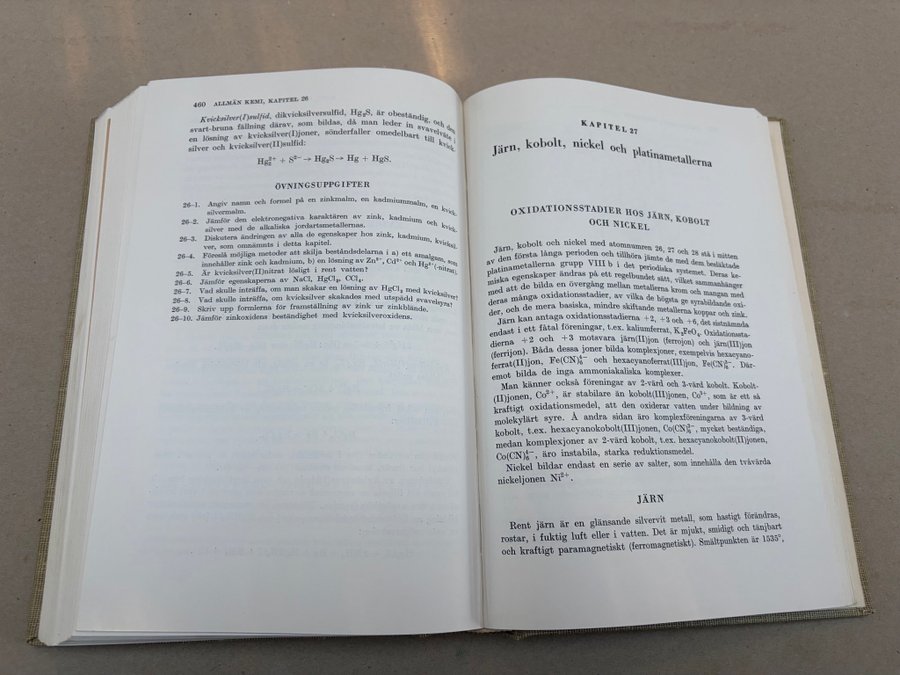 460 ALLMÄN KEMI, KAPITEL 26
Kvicksilver(I)sulfid, dikvicksilversulfid, Hg₂S, är obeständig, och den
svart-bruna fällning därav, som bildas, då man leder in svavelväte i
en lösning av kvicksilver(I)joner, sönderfaller omedelbart till kvick-
silver och kvicksilver(II)sulfid:
Hg₂²⁺ + S²⁻ → Hg₂S → Hg + HgS.
ÖVNINGSUPPGIFTER
26-1. Angiv namn och formel på en zinkmalm, en kadmiummalm, en kvick-
silvermalm.
26-2. Jämför den elektronegativa karaktären av zink, kadmium och kvick-
silver med de alkaliska jordartsmetallernas.
26-3. Diskutera ändringen av alla de egenskaper hos zink, kadmium, kvicksil-
ver, som omnämnts i detta kapitel.
26-4. Föreslå möjliga metoder att skilja beståndsdelarna i a) ett amalgam, som
innehåller zink och kadmium, b) en lösning av Zn²⁺, Cd²⁺ och Hg²⁺(-nitrat).
26-5. Är kvicksilver(II)nitrat lösligt i rent vatten?
26-6. Jämför egenskaperna av NaCl, HgCl₂, CCl₄.
26-7. Vad skulle inträffa, om man skakar en lösning av HgCl₂ med kvicksilver?
26-8. Vad skulle inträffa, om kvicksilver skakades med utspädd svavelsyra?
26-9. Skriv upp formlerna för framställning av zink ur zinkblände.
26-10. Jämför zinkoxidens beständighet med kvicksilveroxidens.
KAPITEL 27
Järn, kobolt, nickel och platinametallerna
OXIDATIONSSTADIER HOS JÄRN, KOBOLT
OCH NICKEL
Järn, kobolt och nickel med atomnumren 26, 27 och 28 stå i mitten
av den första långa perioden och tillhöra jämte de med dem besläktade
platinametallerna grupp VIII b i det periodiska systemet. Deras ke-
miska egenskaper ändras på ett regelbundet sätt, vilket sammanhänger
med att de bilda en övergång mellan metallerna krom och mangan med
deras många oxidationsstadier, av vilka de högsta ge syrabildande oxi-
der, och de mera basiska, mindre skiftande metallerna koppar och zink.
Järn kan antaga oxidationsstadierna +2, +3 och +6, det sistnämnda
endast i ett fåtal föreningar, t.ex. kaliumferrat, K₂FeO₄. Oxidationssta-
dierna +2 och +3 motsvara järn(II)jon (ferrojon) och järn(III)jon
(ferrijon). Båda dessa joner bilda komplexjoner, exempelvis hexacyano-
ferrat(II)jon, Fe(CN)₆⁴⁻ och hexacyanoferrat(III)jon, Fe(CN)₆³⁻. Där-
emot bilda de inga ammoniakaliska komplexer.
Man känner också föreningar av 2-värd och 3-värd kobolt. Kobolt-
(II)jonen, Co²⁺, är stabilare än kobolt(III)jonen, Co³⁺, som är ett så
kraftigt oxidationsmedel, att den oxiderar vatten under bildning av
molekylärt syre. Å andra sidan äro komplexföreningarna av 3-värd
kobolt, t.ex. hexacyanokobolt(III)jonen, Co(CN)₆³⁻, mycket beständiga,
medan komplexjoner av 2-värd kobolt, t.ex. hexacyanokobolt(II)jonen,
Co(CN)₆⁴⁻, äro instabila, starka reduktionsmedel.
Nickel bildar endast en serie av salter, som innehålla den tvåvärda
nickeljonen Ni²⁺.
JÄRN
Rent järn är en glänsande silvervit metall, som hastigt förändras,
rostar, i fuktig luft eller i vatten. Det är mjukt, smidigt och tänjbart
och kraftigt paramagnetiskt (ferromagnetiskt). Smältpunkten är 1535°,